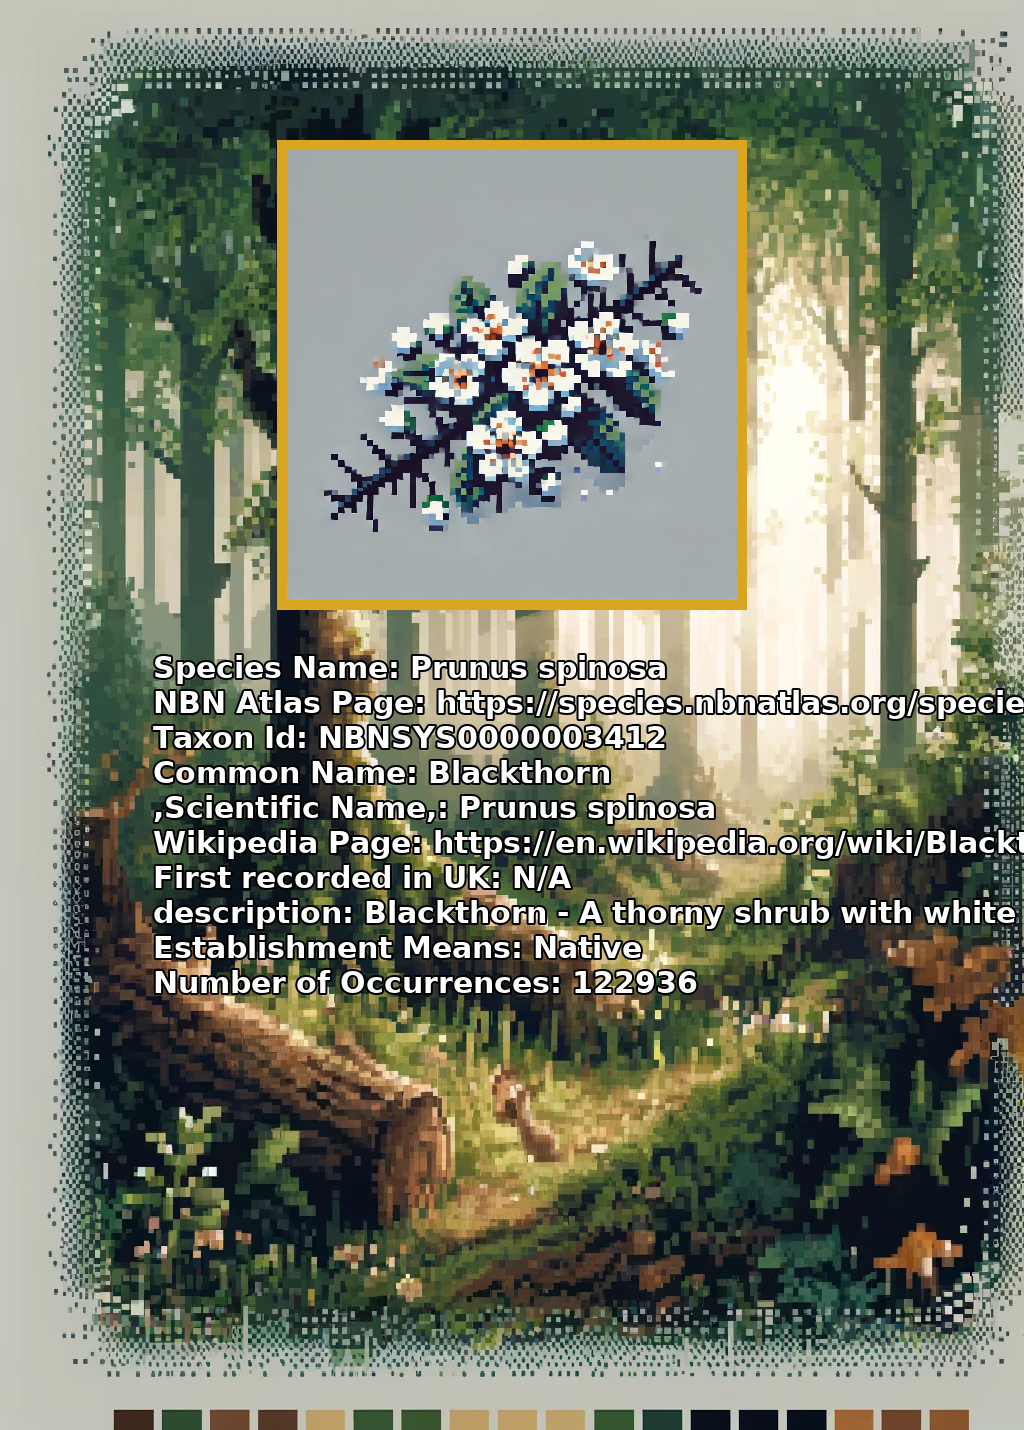 Species Name: Prunus spinosa
NBN Atlas Page: https://species.nbnatlas.org/specie
Taxon Id: NBNSYS0000003412
Common Name: Blackthorn
,Scientific Name,: Prunus spinosa
Wikipedia Page: https://en.wikipedia.org/wiki/Blackt
First recorded in UK: N/A
description: Blackthorn - A thorny shrub with white
Establishment Means: Native
Number of Occurrences: 122936